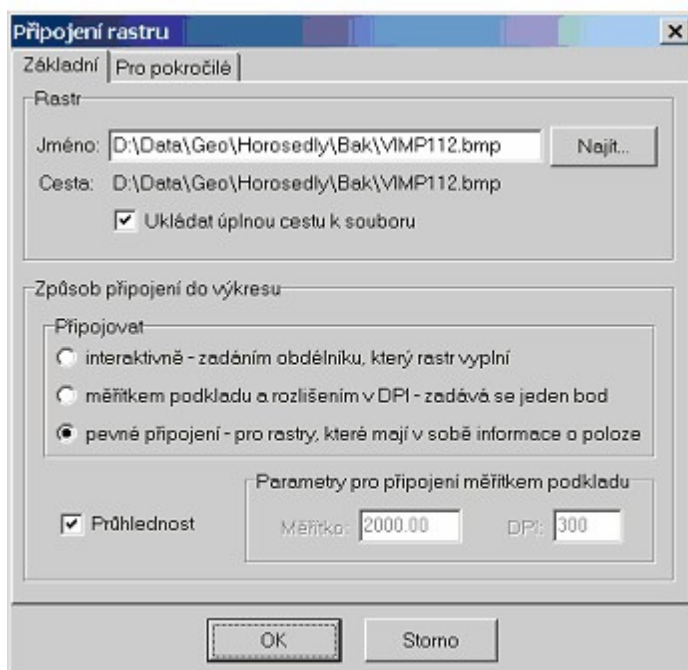 Připojení rastru
Základní Pro pokročilé
Rastr
Jméno: D:\Data\Geo\Horosedly\Bak\VIMP112.bmp Najít...
Cesta: D:\Data\Geo\Horosedly\Bak\VIMP112.bmp
Ukládat úplnou cestu k souboru
Způsob připojení do výkresu
Připojovat
interaktivně - zadáním obdélníku, který rastr vyplní
měřítkem podkladu a rozlišením v DPI - zadává se jeden bod
pevné připojení - pro rastry, které mají v sobě informace o poloze
Parametry pro připojení měřítkem podkladu
Průhlednost Měřítko: 2000.00 DPI: 300
OK Storno